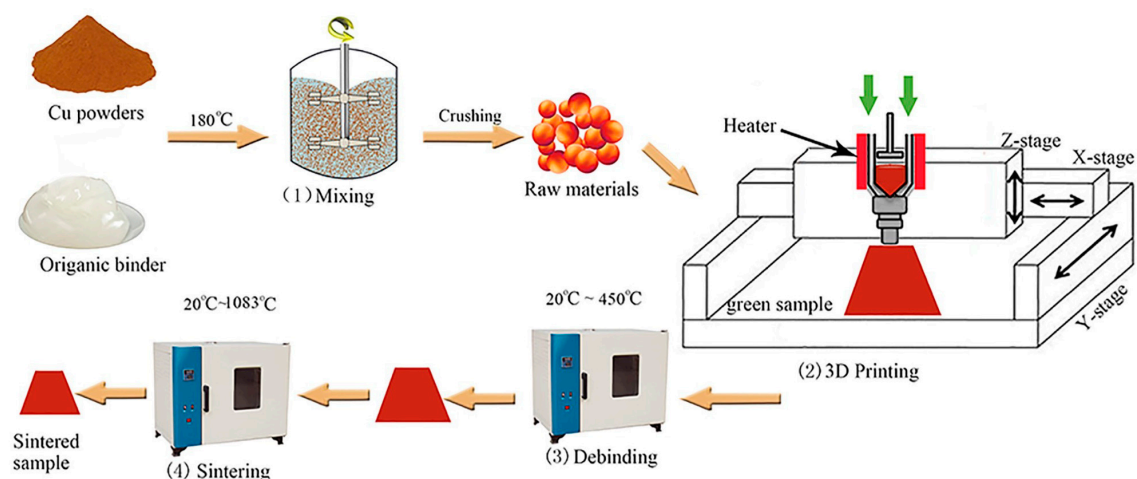 Cu powders
180℃
Origanic binder
(1) Mixing
Crushing
Raw materials
Heater
Z-stage
X-stage
Y-stage
green sample
(2) 3D Printing
20℃ ~ 450℃
(3) Debinding
20℃~1083℃
(4) Sintering
Sintered
sample